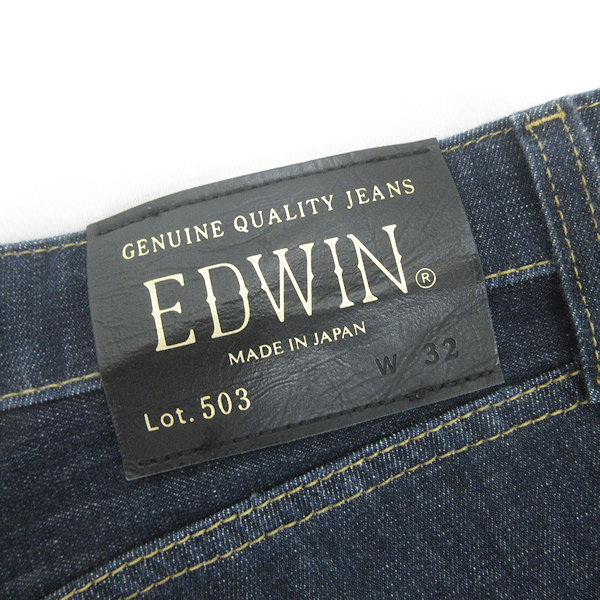 GENUINE QUALITY JEANS
EDWIN®
MADE IN JAPAN
Lot. 503 W 32